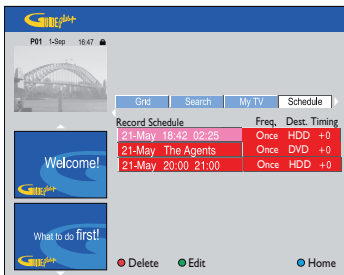 GUIDE Plus+
P01 1-Sep 16:47
Grid Search My TV Schedule
Record Schedule Freq. Dest. Timing
21-May 18:42 02:25 Once HDD +0
21-May The Agents Once DVD +0
21-May 20:00 21:00 Once HDD +0
Welcome!
GUIDE Plus+
What to do first!
GUIDE Plus+
Delete Edit Home